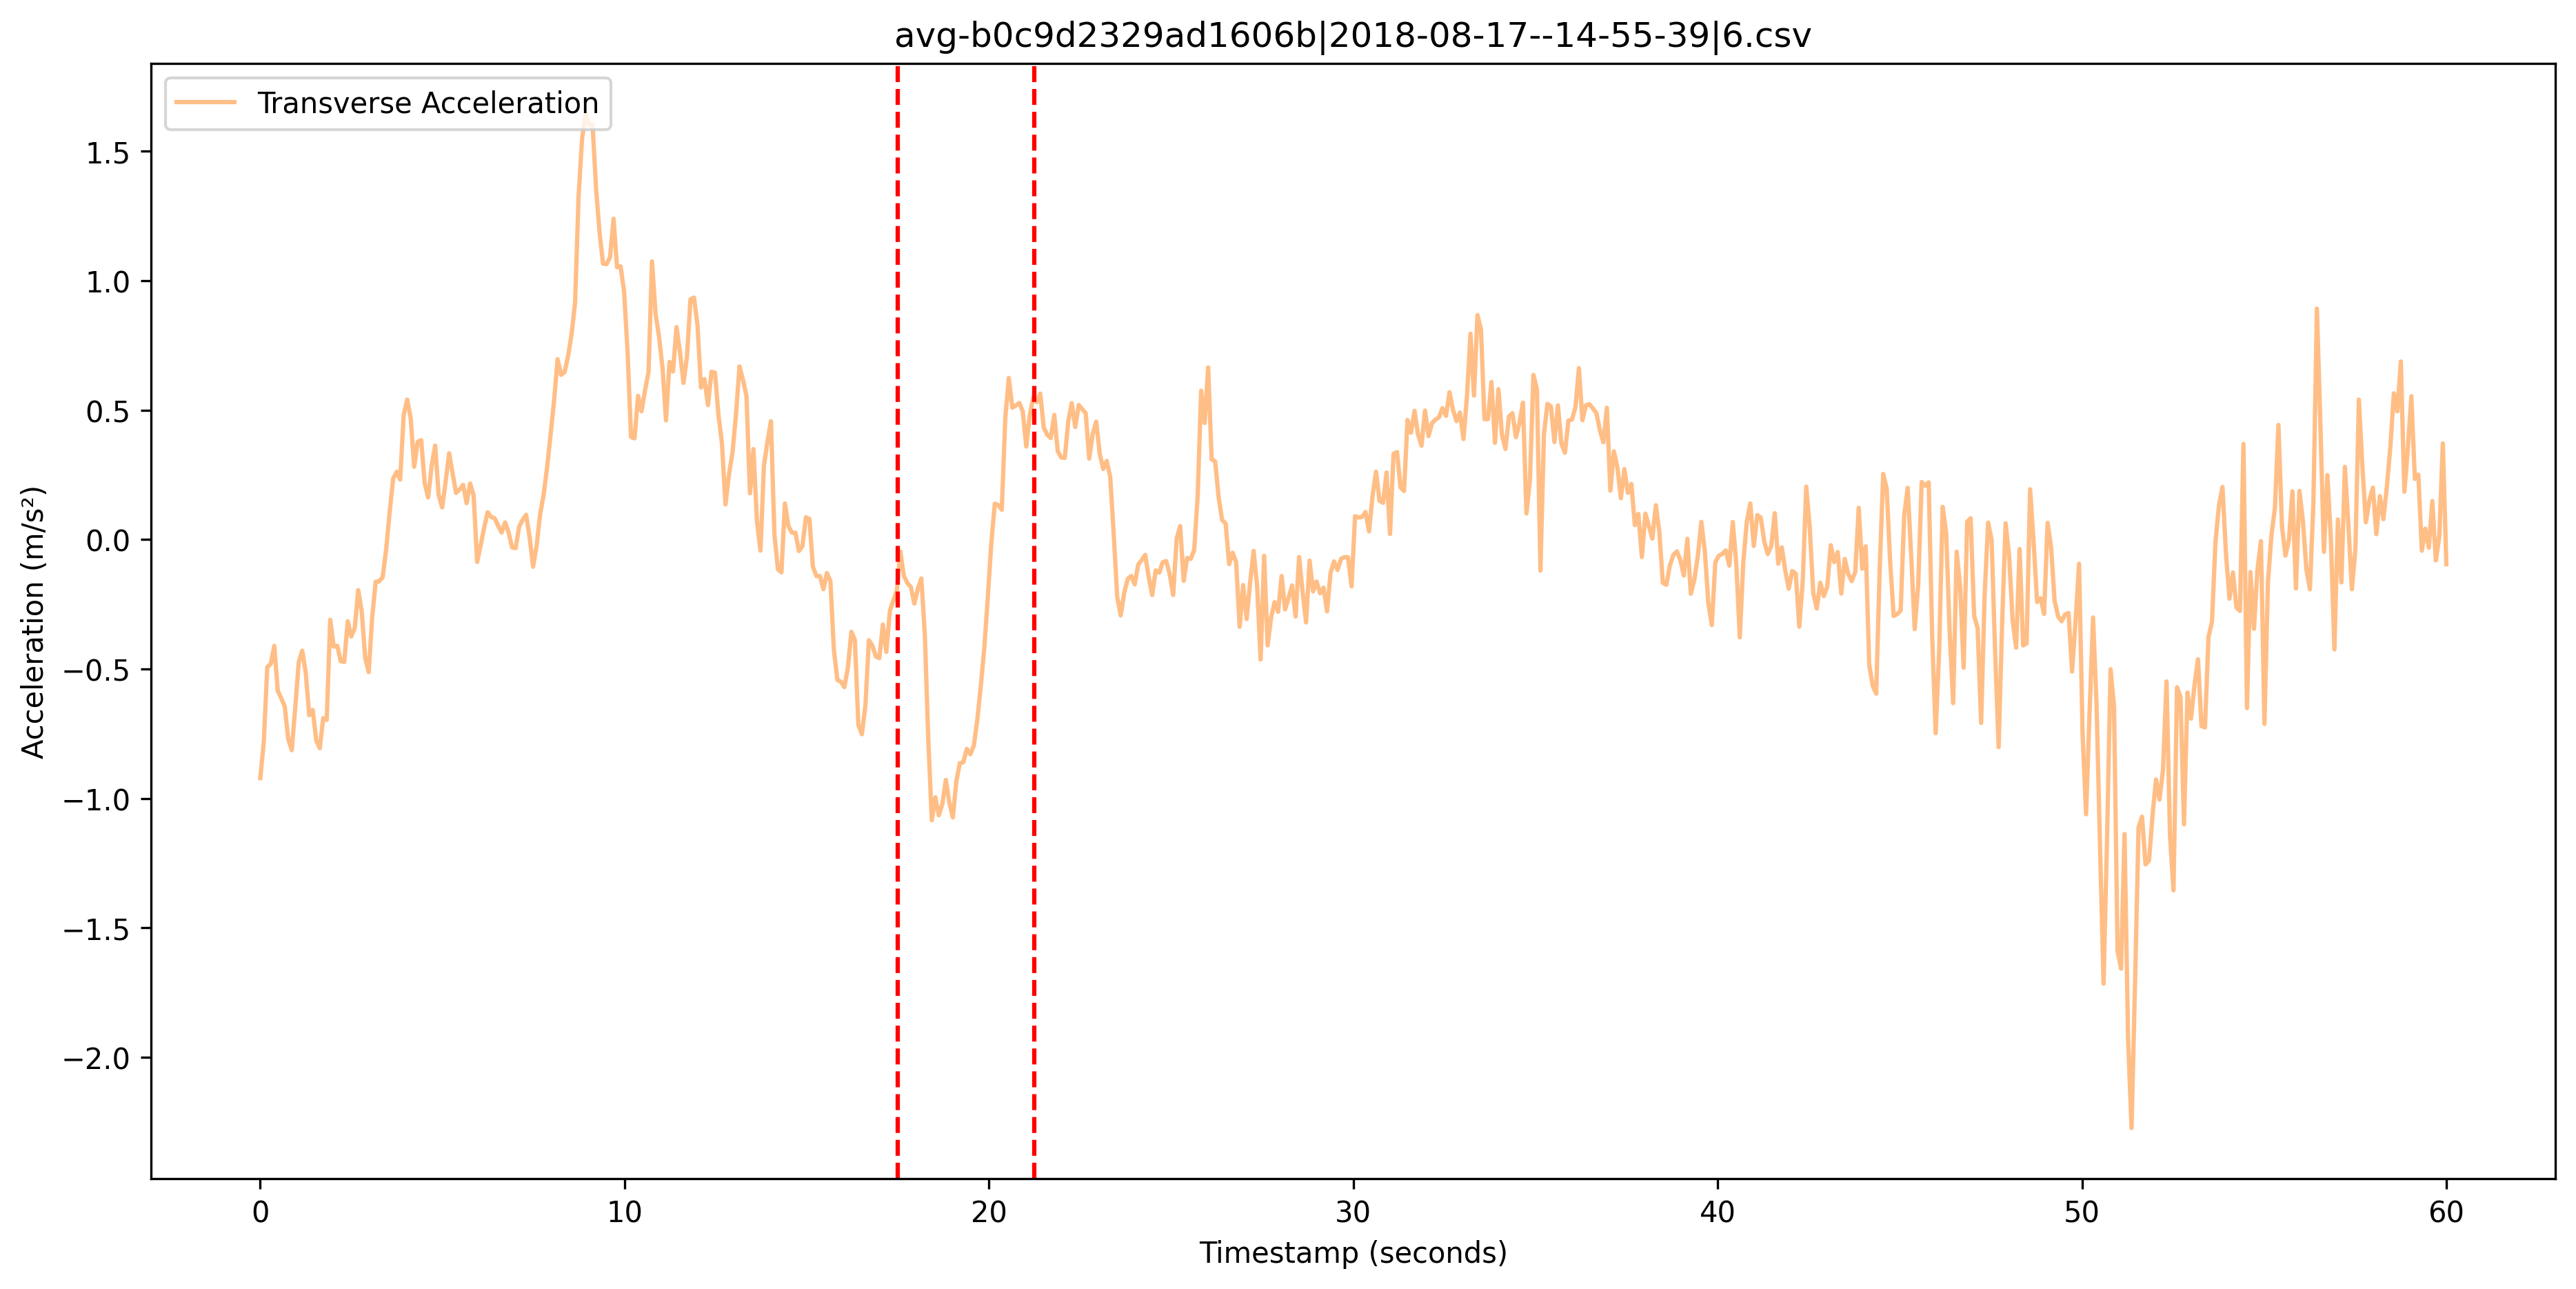 avg-b0c9d2329ad1606b|2018-08-17--14-55-39|6.csv
Transverse Acceleration
1.5
1.0
0.5
0.0
−0.5
−1.0
−1.5
−2.0
Acceleration (m/s²)
0 10 20 30 40 50 60
Timestamp (seconds)